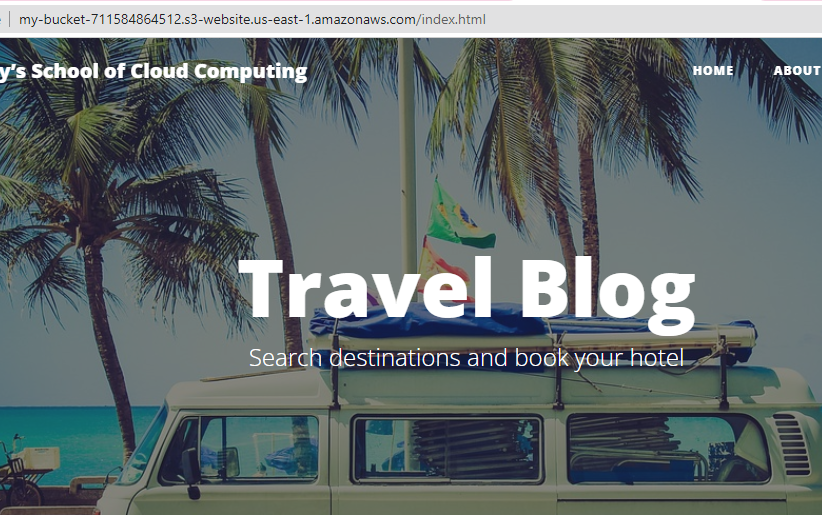 my-bucket-711584864512.s3-website.us-east-1.amazonaws.com/index.html
y's School of Cloud Computing
HOME ABOUT
Travel Blog
Search destinations and book your hotel